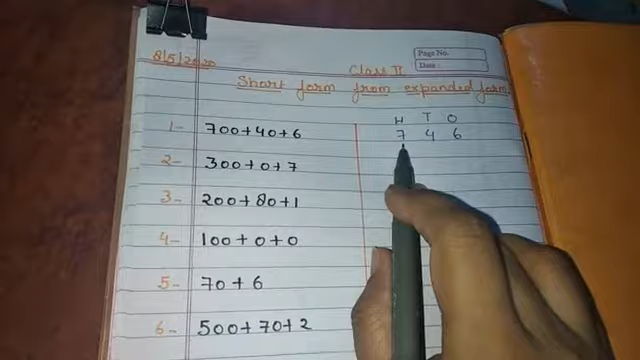 Page No.
8/5/2020 Class II Date :
Short form from expanded form
H T O
1- 700+40+6 7 4 6
2- 300+0+7
3- 200+80+1
4- 100+0+0
5- 70+6
6- 500+70+2